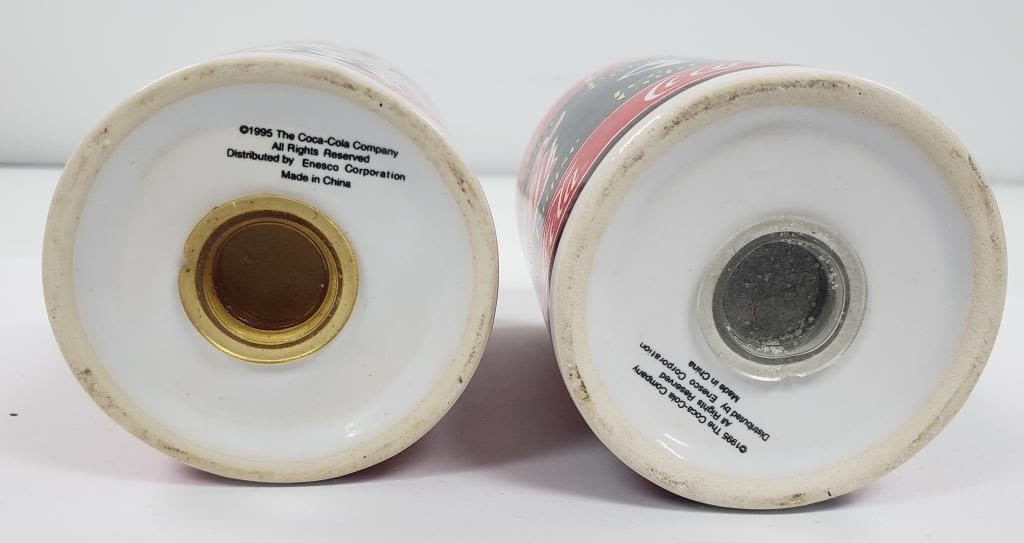 ©1995 The Coca-Cola Company
All Rights Reserved
Distributed by Enesco Corporation
Made in China
©1995 The Coca-Cola Company
All Rights Reserved
Distributed by Enesco Corporation
Made in China